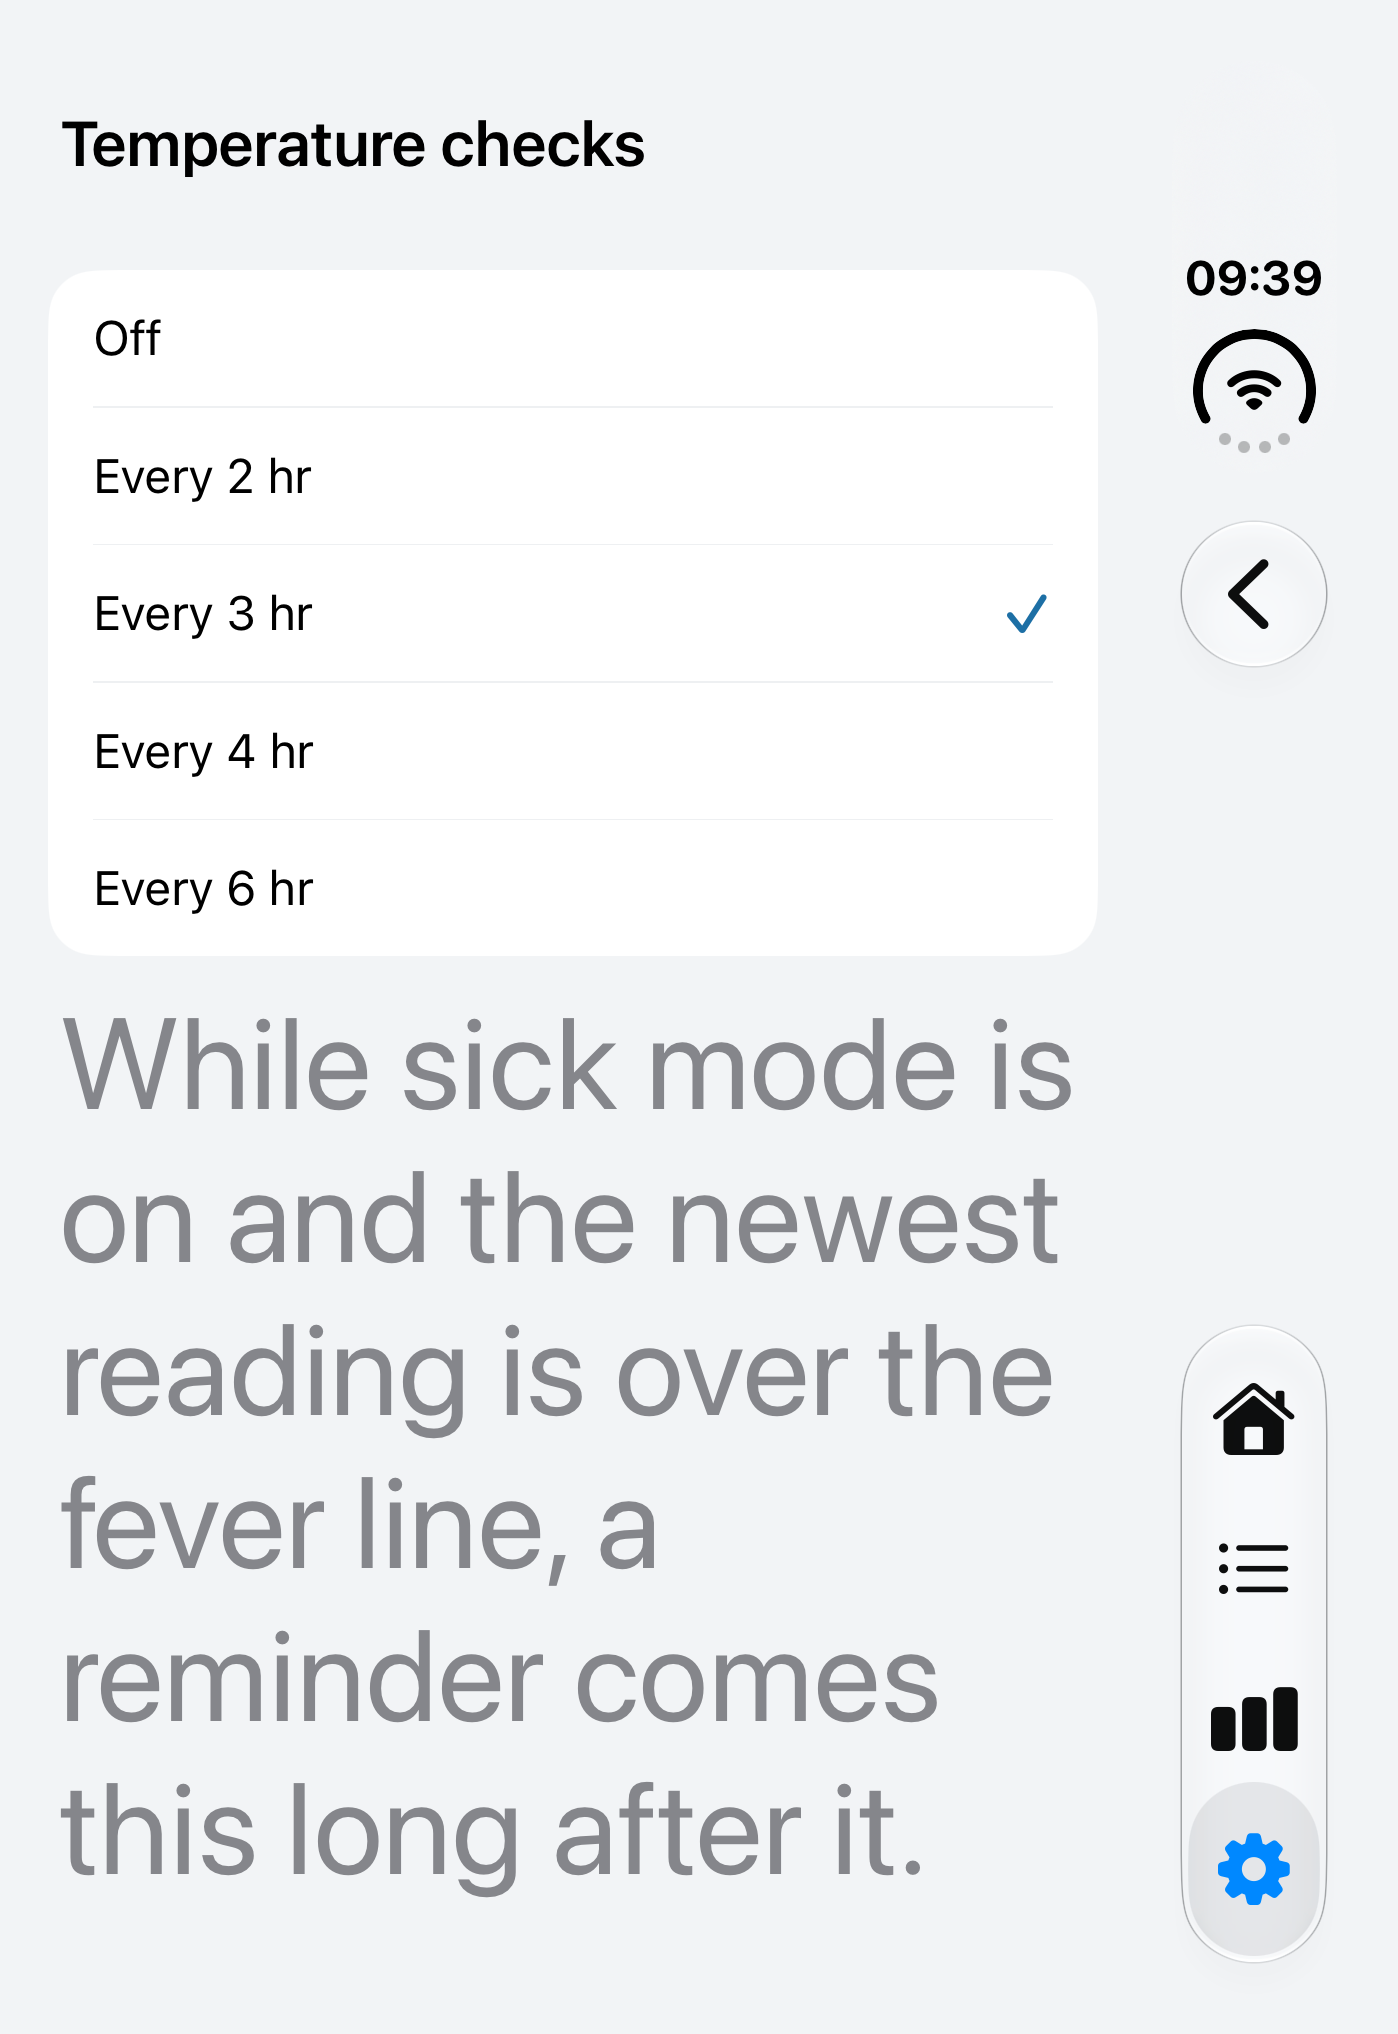 Temperature checks
09:39
Off
Every 2 hr
Every 3 hr
Every 4 hr
Every 6 hr
While sick mode is
on and the newest
reading is over the
fever line, a
reminder comes
this long after it.